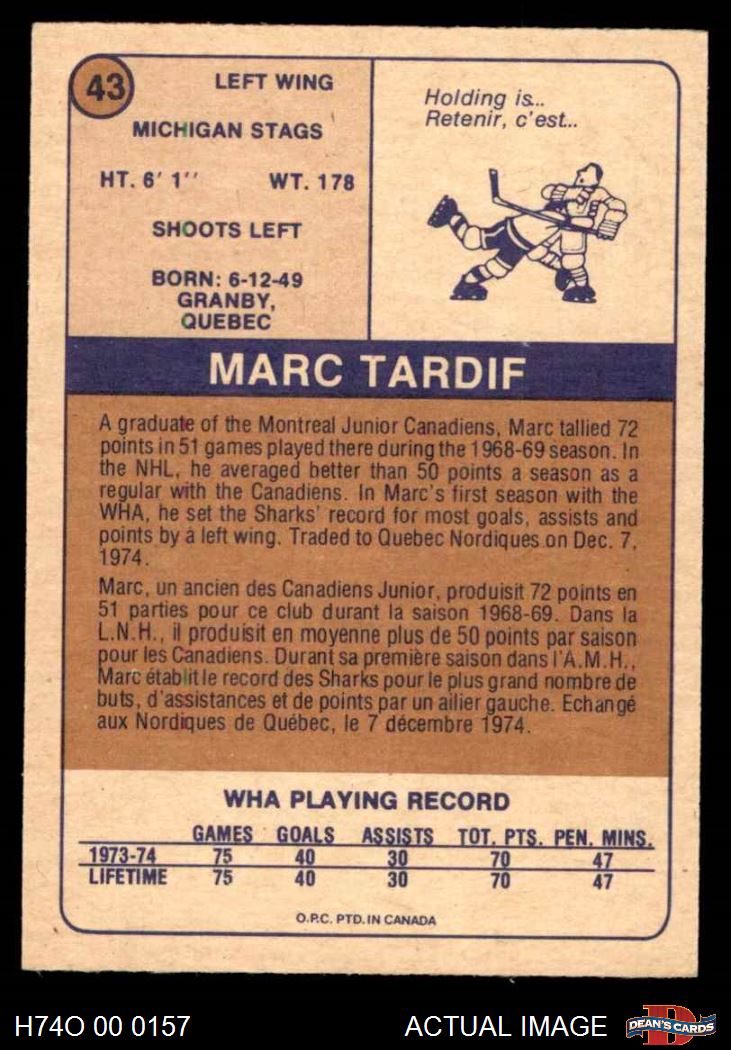 43
LEFT WING
MICHIGAN STAGS
HT. 6' 1''   WT. 178
SHOOTS LEFT
BORN: 6-12-49
GRANBY,
QUEBEC
Holding is...
Retenir, c'est...
MARC TARDIF
A graduate of the Montreal Junior Canadiens, Marc tallied 72
points in 51 games played there during the 1968-69 season. In
the NHL, he averaged better than 50 points a season as a
regular with the Canadiens. In Marc's first season with the
WHA, he set the Sharks' record for most goals, assists and
points by a left wing. Traded to Quebec Nordiques on Dec. 7,
1974.
Marc, un ancien des Canadiens Junior, produisit 72 points en
51 parties pour ce club durant la saison 1968-69. Dans la
L.N.H., il produisit en moyenne plus de 50 points par saison
pour les Canadiens. Durant sa première saison dans l'A.M.H.,
Marc établit le record des Sharks pour le plus grand nombre de
buts, d'assistances et de points par un ailier gauche. Echangé
aux Nordiques de Québec, le 7 décembre 1974.
WHA PLAYING RECORD
GAMES GOALS ASSISTS TOT. PTS. PEN. MINS.
1973-74 75 40 30 70 47
LIFETIME 75 40 30 70 47
O.P.C. PTD. IN CANADA
H74O 00 0157
ACTUAL IMAGE
D
DEAN'S CARDS